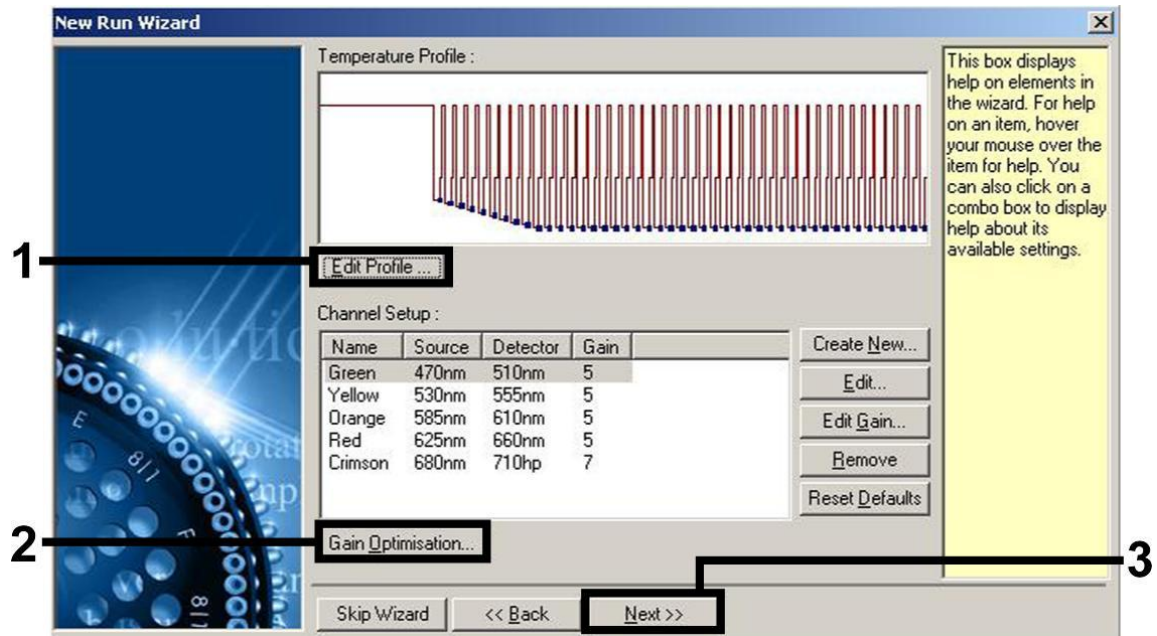 New Run Wizard
Temperature Profile :
1
Edit Profile ...
Channel Setup :
Name Source Detector Gain
Green 470nm 510nm 5
Yellow 530nm 555nm 5
Orange 585nm 610nm 5
Red 625nm 660nm 5
Crimson 680nm 710hp 7
Create New...
Edit...
Edit Gain...
Remove
Reset Defaults
2
Gain Optimisation...
3
Skip Wizard
<< Back
Next >>
This box displays
help on elements in
the wizard. For help
on an item, hover
your mouse over the
item for help. You
can also click on a
combo box to display
help about its
available settings.
E
8|1
F
8|1